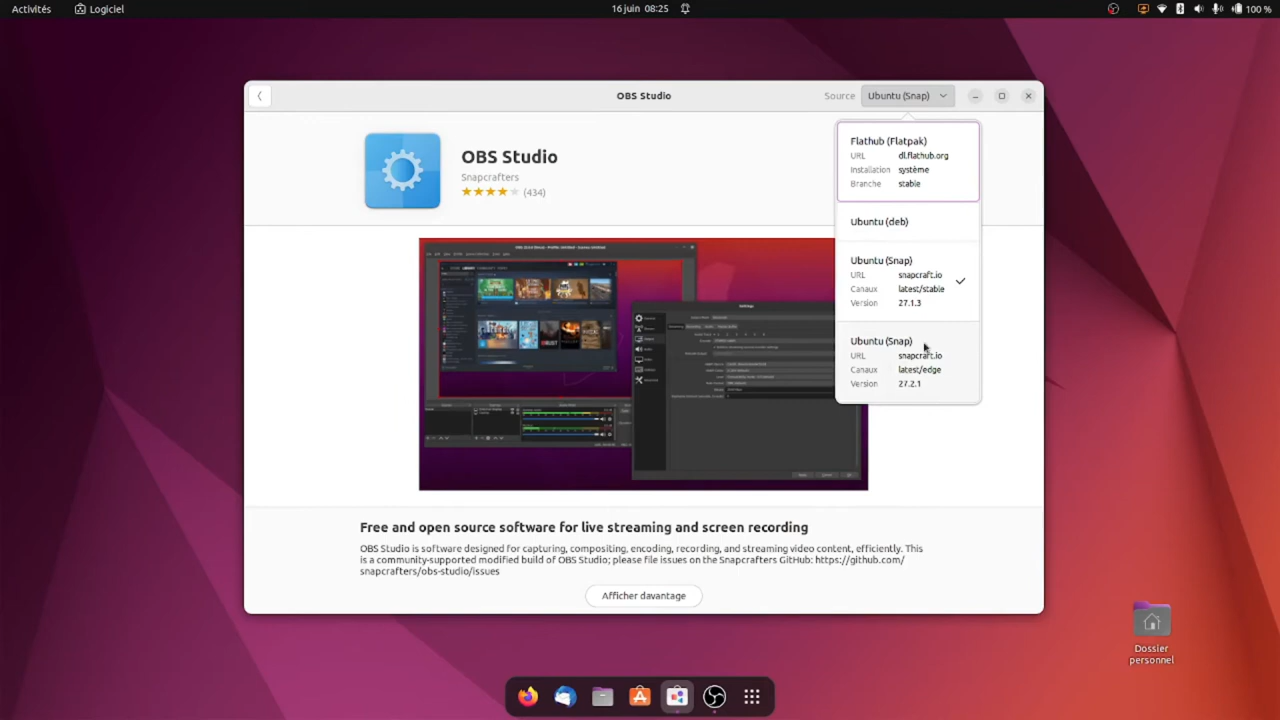 Activités
Logiciel
16 juin 08:25
100 %
OBS Studio
Source
Ubuntu (Snap)
OBS Studio
Snapcrafters
(434)
Flathub (Flatpak)
URL dl.flathub.org
Installation système
Branche stable
Ubuntu (deb)
Ubuntu (Snap)
URL snapcraft.io
Canaux latest/stable
Version 27.1.3
Ubuntu (Snap)
URL snapcraft.io
Canaux latest/edge
Version 27.2.1
Free and open source software for live streaming and screen recording
OBS Studio is software designed for capturing, compositing, encoding, recording, and streaming video content, efficiently. This
is a community-supported modified build of OBS Studio; please file issues on the Snapcrafters GitHub: https://github.com/
snapcrafters/obs-studio/issues
Afficher davantage
Dossier
personnel